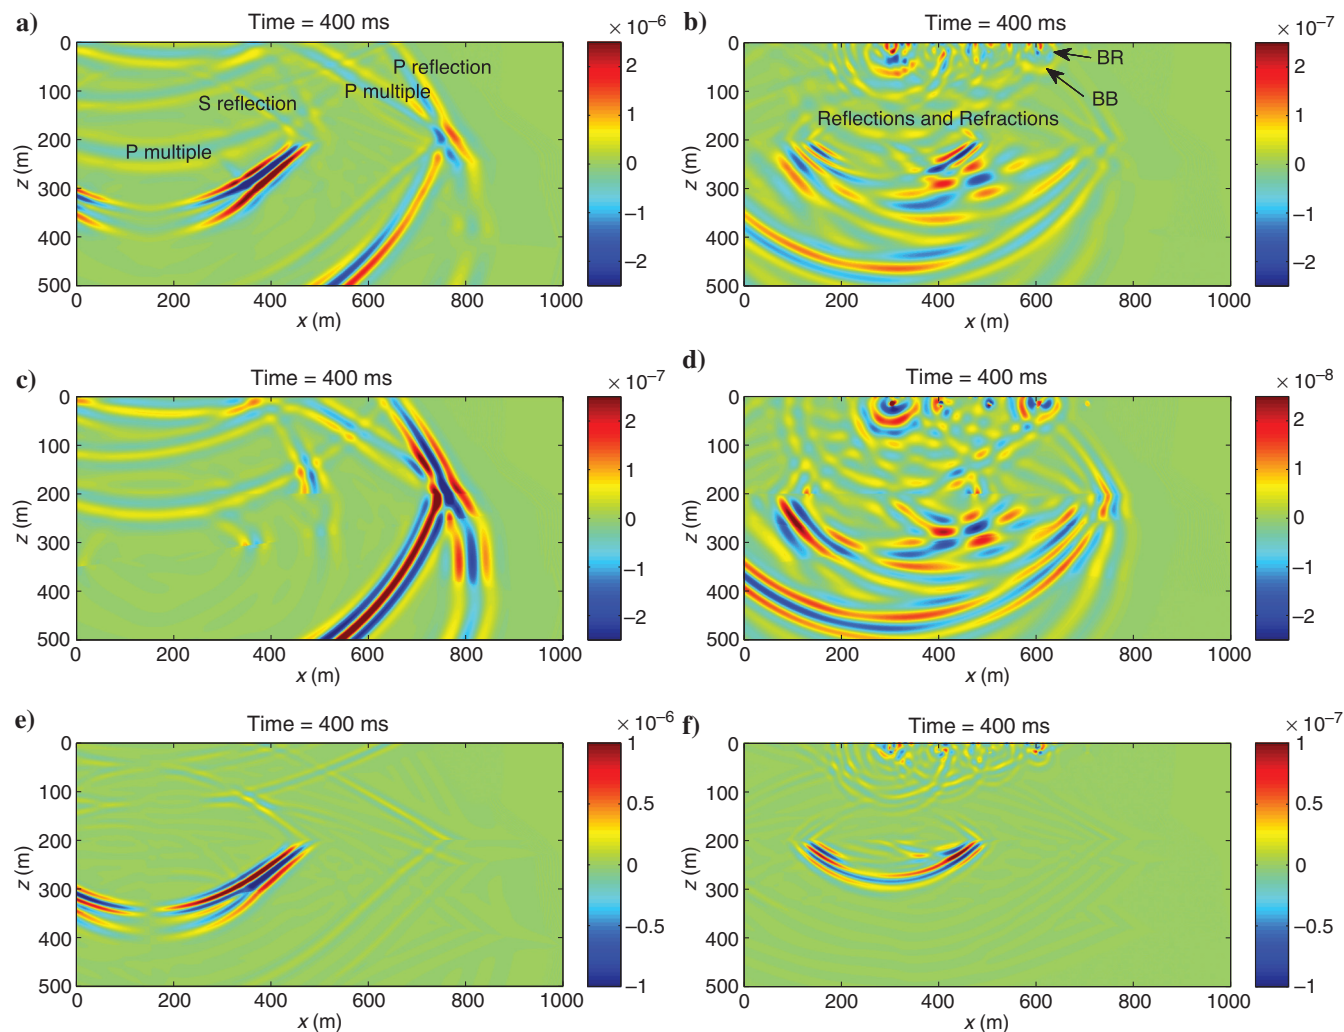 a)
Time = 400 ms
× 10⁻⁶
P reflection
P multiple
S reflection
P multiple
0
100
200
300
400
500
z (m)
0 200 400 600 800 1000
x (m)
2
1
0
−1
−2
b)
Time = 400 ms
× 10⁻⁷
BR
BB
Reflections and Refractions
0
100
200
300
400
500
z (m)
0 200 400 600 800 1000
x (m)
2
1
0
−1
−2
c)
Time = 400 ms
× 10⁻⁷
0
100
200
300
400
500
z (m)
0 200 400 600 800 1000
x (m)
2
1
0
−1
−2
d)
Time = 400 ms
× 10⁻⁸
0
100
200
300
400
500
z (m)
0 200 400 600 800 1000
x (m)
2
1
0
−1
−2
e)
Time = 400 ms
× 10⁻⁶
0
100
200
300
400
500
z (m)
0 200 400 600 800 1000
x (m)
1
0.5
0
−0.5
−1
f)
Time = 400 ms
× 10⁻⁷
0
100
200
300
400
500
z (m)
0 200 400 600 800 1000
x (m)
1
0.5
0
−0.5
−1